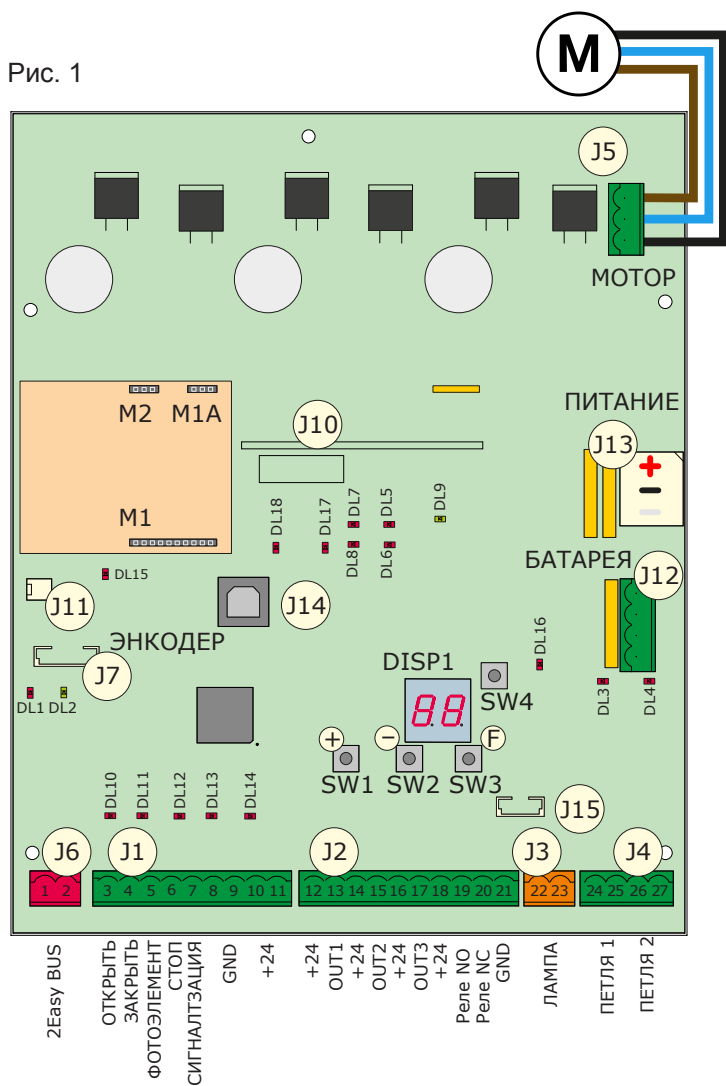 Рис. 1
M
J5
МОТОР
M2 M1A
J10
ПИТАНИЕ
J13
+
−
−
M1
DL18 DL17 DL7 DL5 DL9
DL8 DL6
БАТАРЕЯ
J12
DL15
J11
J14
ЭНКОДЕР
J7
DL16
DISP1
88
SW4
DL1 DL2
DL3 DL4
+ − F
SW1 SW2 SW3
DL10 DL11 DL12 DL13 DL14
J15
J6 J1 J2 J3 J4
1 2 3 4 5 6 7 8 9 10 11 12 13 14 15 16 17 18 19 20 21 22 23 24 25 26 27
2Easy BUS
ОТКРЫТЬ
ЗАКРЫТЬ
ФОТОЭЛЕМЕНТ
СТОП
СИГНАЛТЗАЦИЯ
GND
+24
+24
OUT1
+24
OUT2
+24
OUT3
+24
Реле NO
Реле NC
GND
ЛАМПА
ПЕТЛЯ 1
ПЕТЛЯ 2